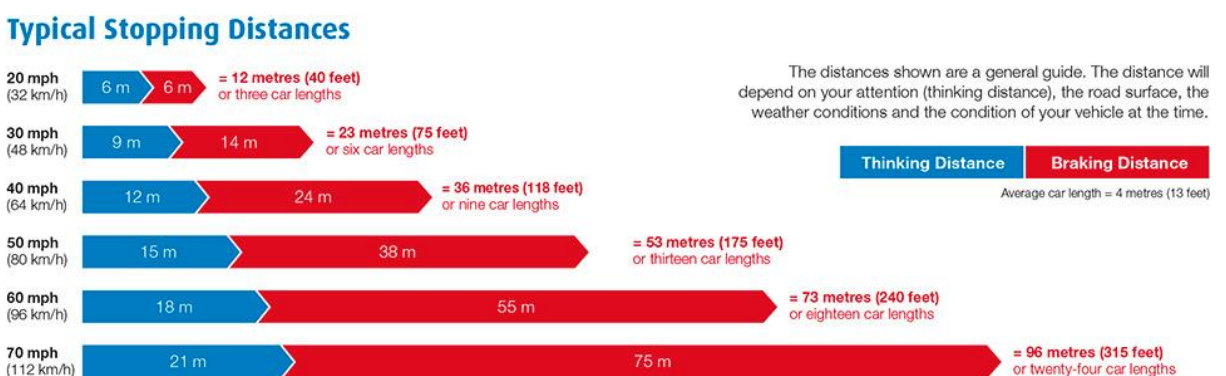 Typical Stopping Distances
20 mph
(32 km/h)
6 m
6 m
= 12 metres (40 feet)
or three car lengths
The distances shown are a general guide. The distance will
depend on your attention (thinking distance), the road surface, the
weather conditions and the condition of your vehicle at the time.
30 mph
(48 km/h)
9 m
14 m
= 23 metres (75 feet)
or six car lengths
Thinking Distance
Braking Distance
Average car length = 4 metres (13 feet)
40 mph
(64 km/h)
12 m
24 m
= 36 metres (118 feet)
or nine car lengths
50 mph
(80 km/h)
15 m
38 m
= 53 metres (175 feet)
or thirteen car lengths
60 mph
(96 km/h)
18 m
55 m
= 73 metres (240 feet)
or eighteen car lengths
70 mph
(112 km/h)
21 m
75 m
= 96 metres (315 feet)
or twenty-four car lengths